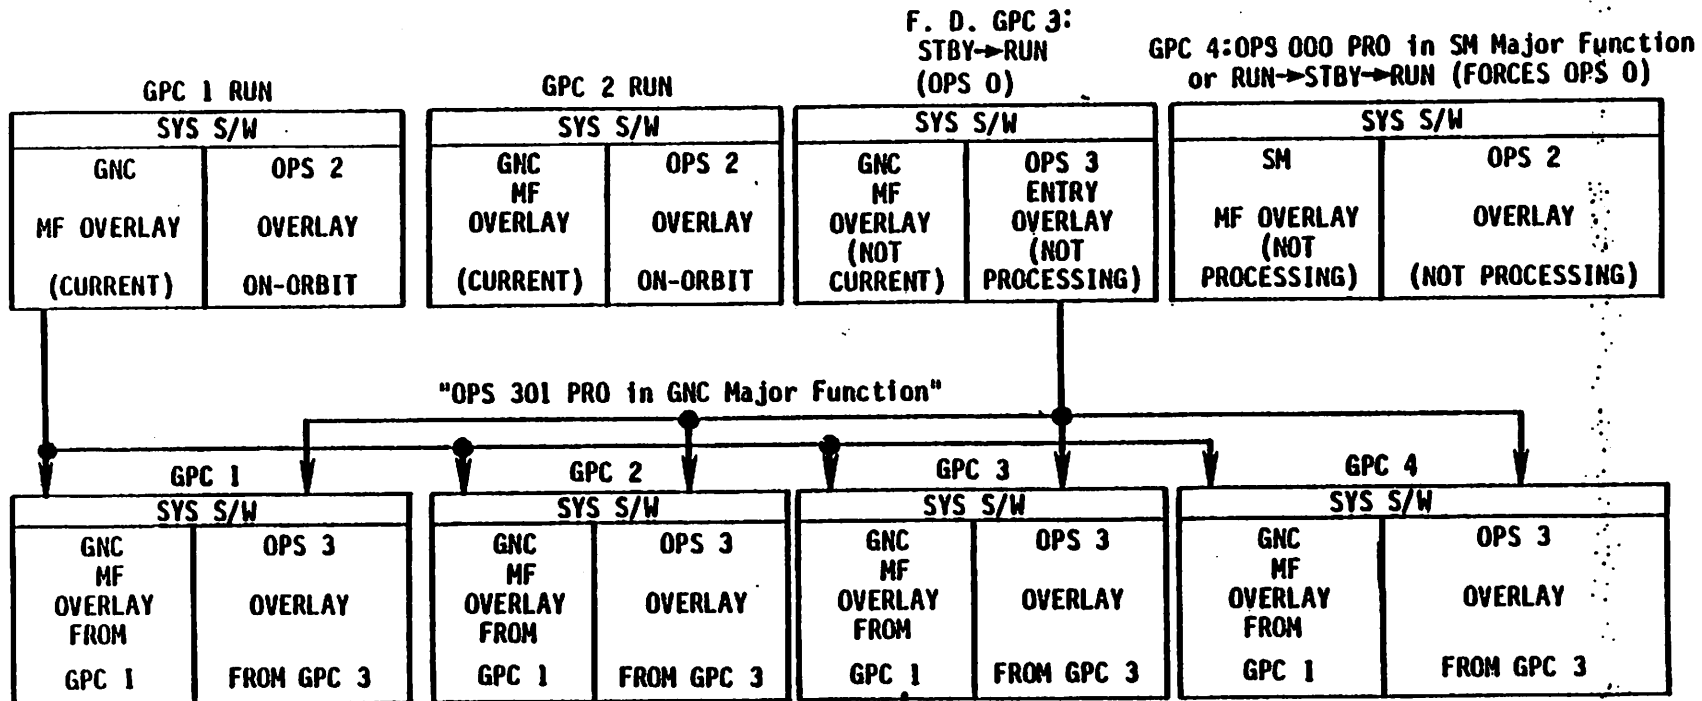 F. D. GPC 3:
STBY→RUN
(OPS 0)
GPC 4:OPS 000 PRO in SM Major Function
or RUN→STBY→RUN (FORCES OPS 0)
GPC 1 RUN
SYS S/W
GNC
MF OVERLAY
(CURRENT)
OPS 2
OVERLAY
ON-ORBIT
GPC 2 RUN
SYS S/W
GNC
MF
OVERLAY
(CURRENT)
OPS 2
OVERLAY
ON-ORBIT
SYS S/W
GNC
MF
OVERLAY
(NOT
CURRENT)
OPS 3
ENTRY
OVERLAY
(NOT
PROCESSING)
SYS S/W
SM
MF OVERLAY
(NOT
PROCESSING)
OPS 2
OVERLAY
(NOT PROCESSING)
"OPS 301 PRO in GNC Major Function"
GPC 1
SYS S/W
GNC
MF
OVERLAY
FROM
GPC 1
OPS 3
OVERLAY
FROM GPC 3
GPC 2
SYS S/W
GNC
MF
OVERLAY
FROM
GPC 1
OPS 3
OVERLAY
FROM GPC 3
GPC 3
SYS S/W
GNC
MF
OVERLAY
FROM
GPC 1
OPS 3
OVERLAY
FROM GPC 3
GPC 4
SYS S/W
GNC
MF
OVERLAY
FROM
GPC 1
OPS 3
OVERLAY
FROM GPC 3